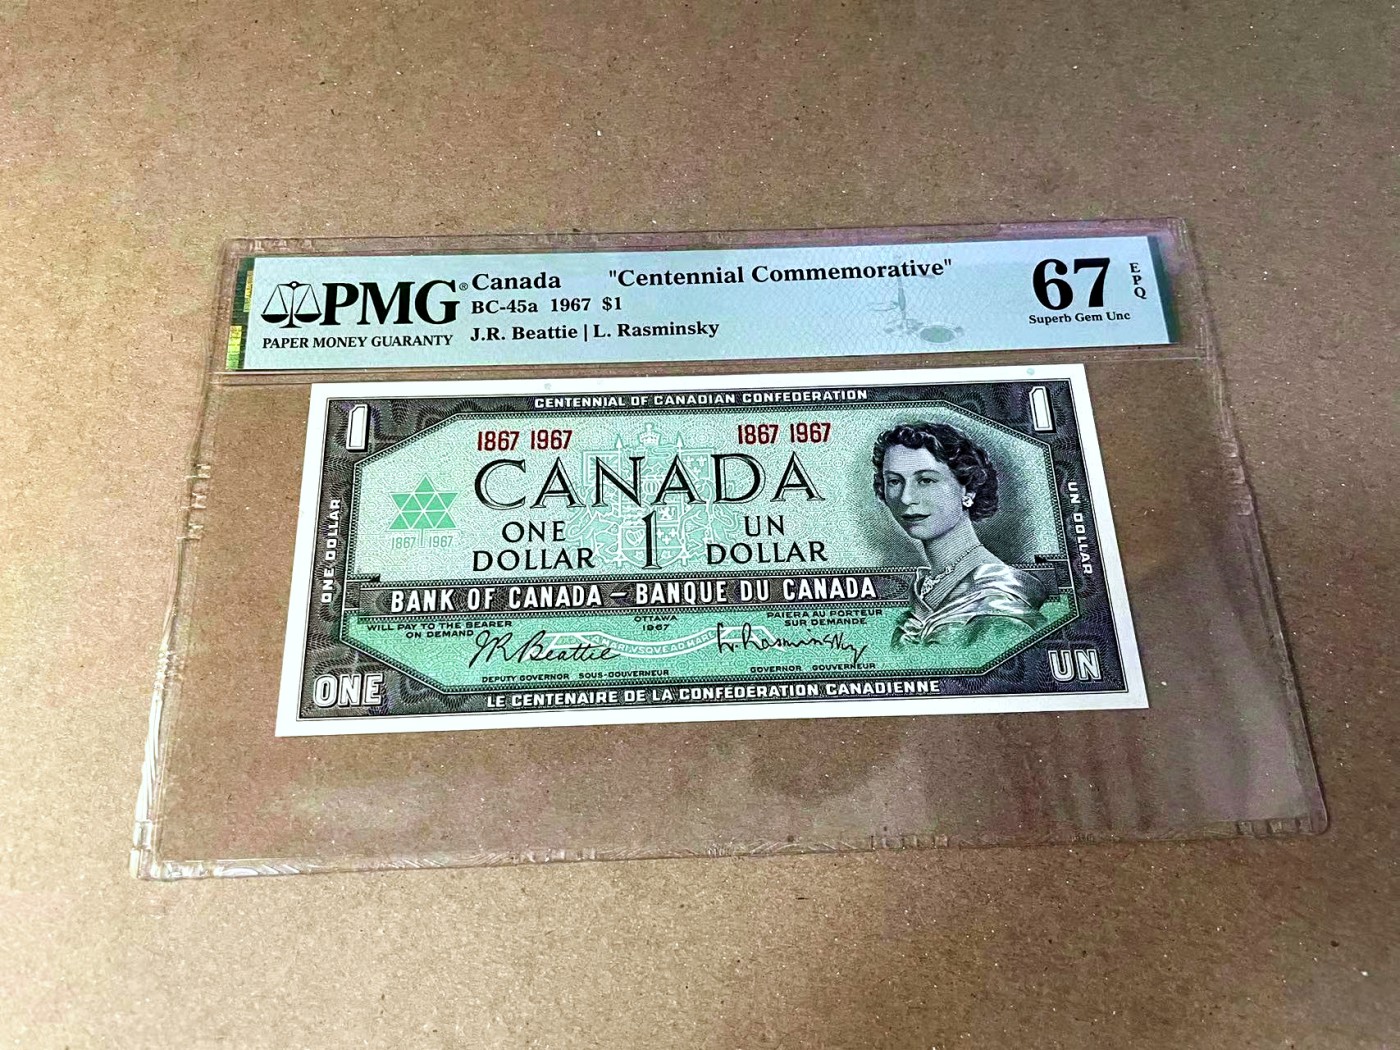 PMG®
PAPER MONEY GUARANTY
Canada "Centennial Commemorative"
BC-45a 1967 $1
J.R. Beattie | L. Rasminsky
67 EPQ
Superb Gem Unc
1
CENTENNIAL OF CANADIAN CONFEDERATION
1
1867 1967
1867 1967
CANADA
1867 1967
ONE
DOLLAR
1
UN
DOLLAR
ONE DOLLAR
UN DOLLAR
BANK OF CANADA – BANQUE DU CANADA
WILL PAY TO THE BEARER
ON DEMAND
OTTAWA
1967
PAIERA AU PORTEUR
SUR DEMANDE
J.R. Beattie
L. Rasminsky
DEPUTY GOVERNOR SOUS-GOUVERNEUR
GOVERNOR GOUVERNEUR
ONE
LE CENTENAIRE DE LA CONFÉDÉRATION CANADIENNE
UN